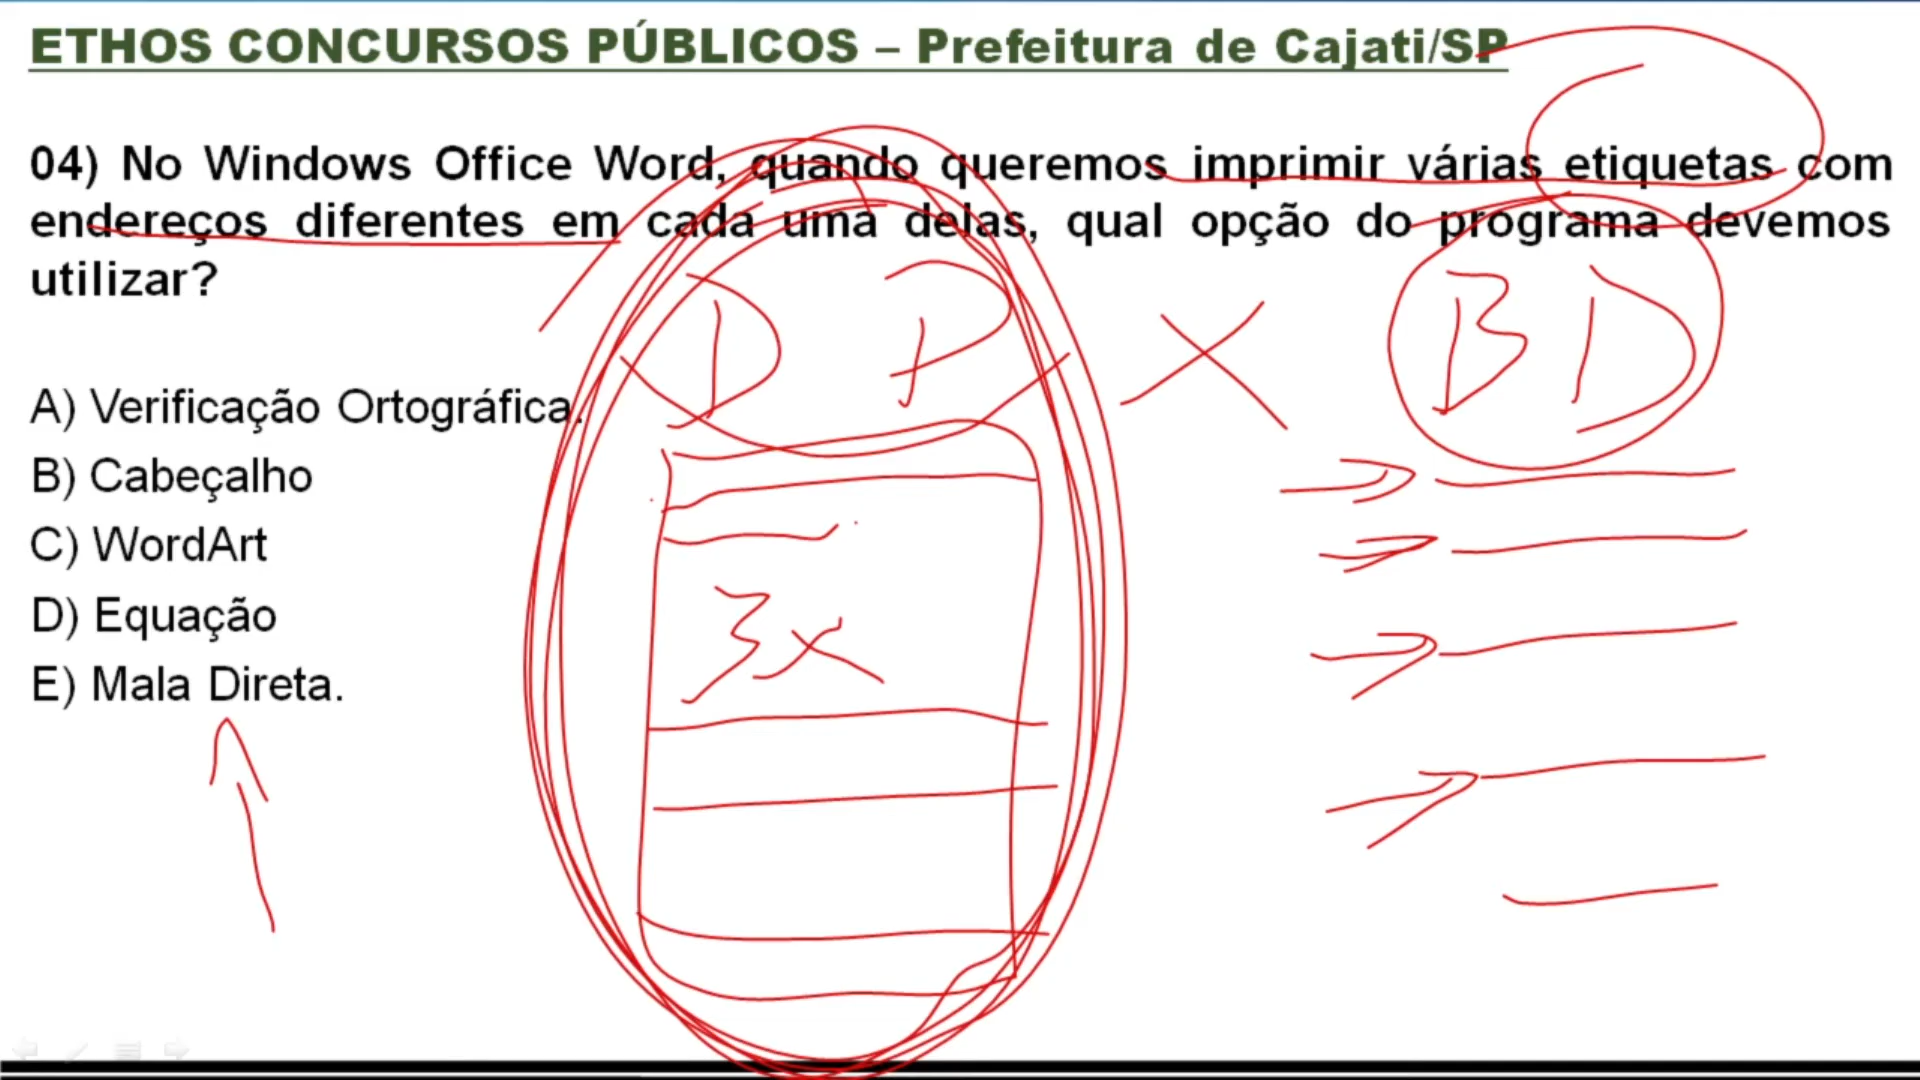 ETHOS CONCURSOS PÚBLICOS – Prefeitura de Cajati/SP
04) No Windows Office Word, quando queremos imprimir várias etiquetas com
endereços diferentes em cada uma delas, qual opção do programa devemos
utilizar?
D P X BD
A) Verificação Ortográfica.
B) Cabeçalho
C) WordArt
D) Equação
3x
E) Mala Direta.